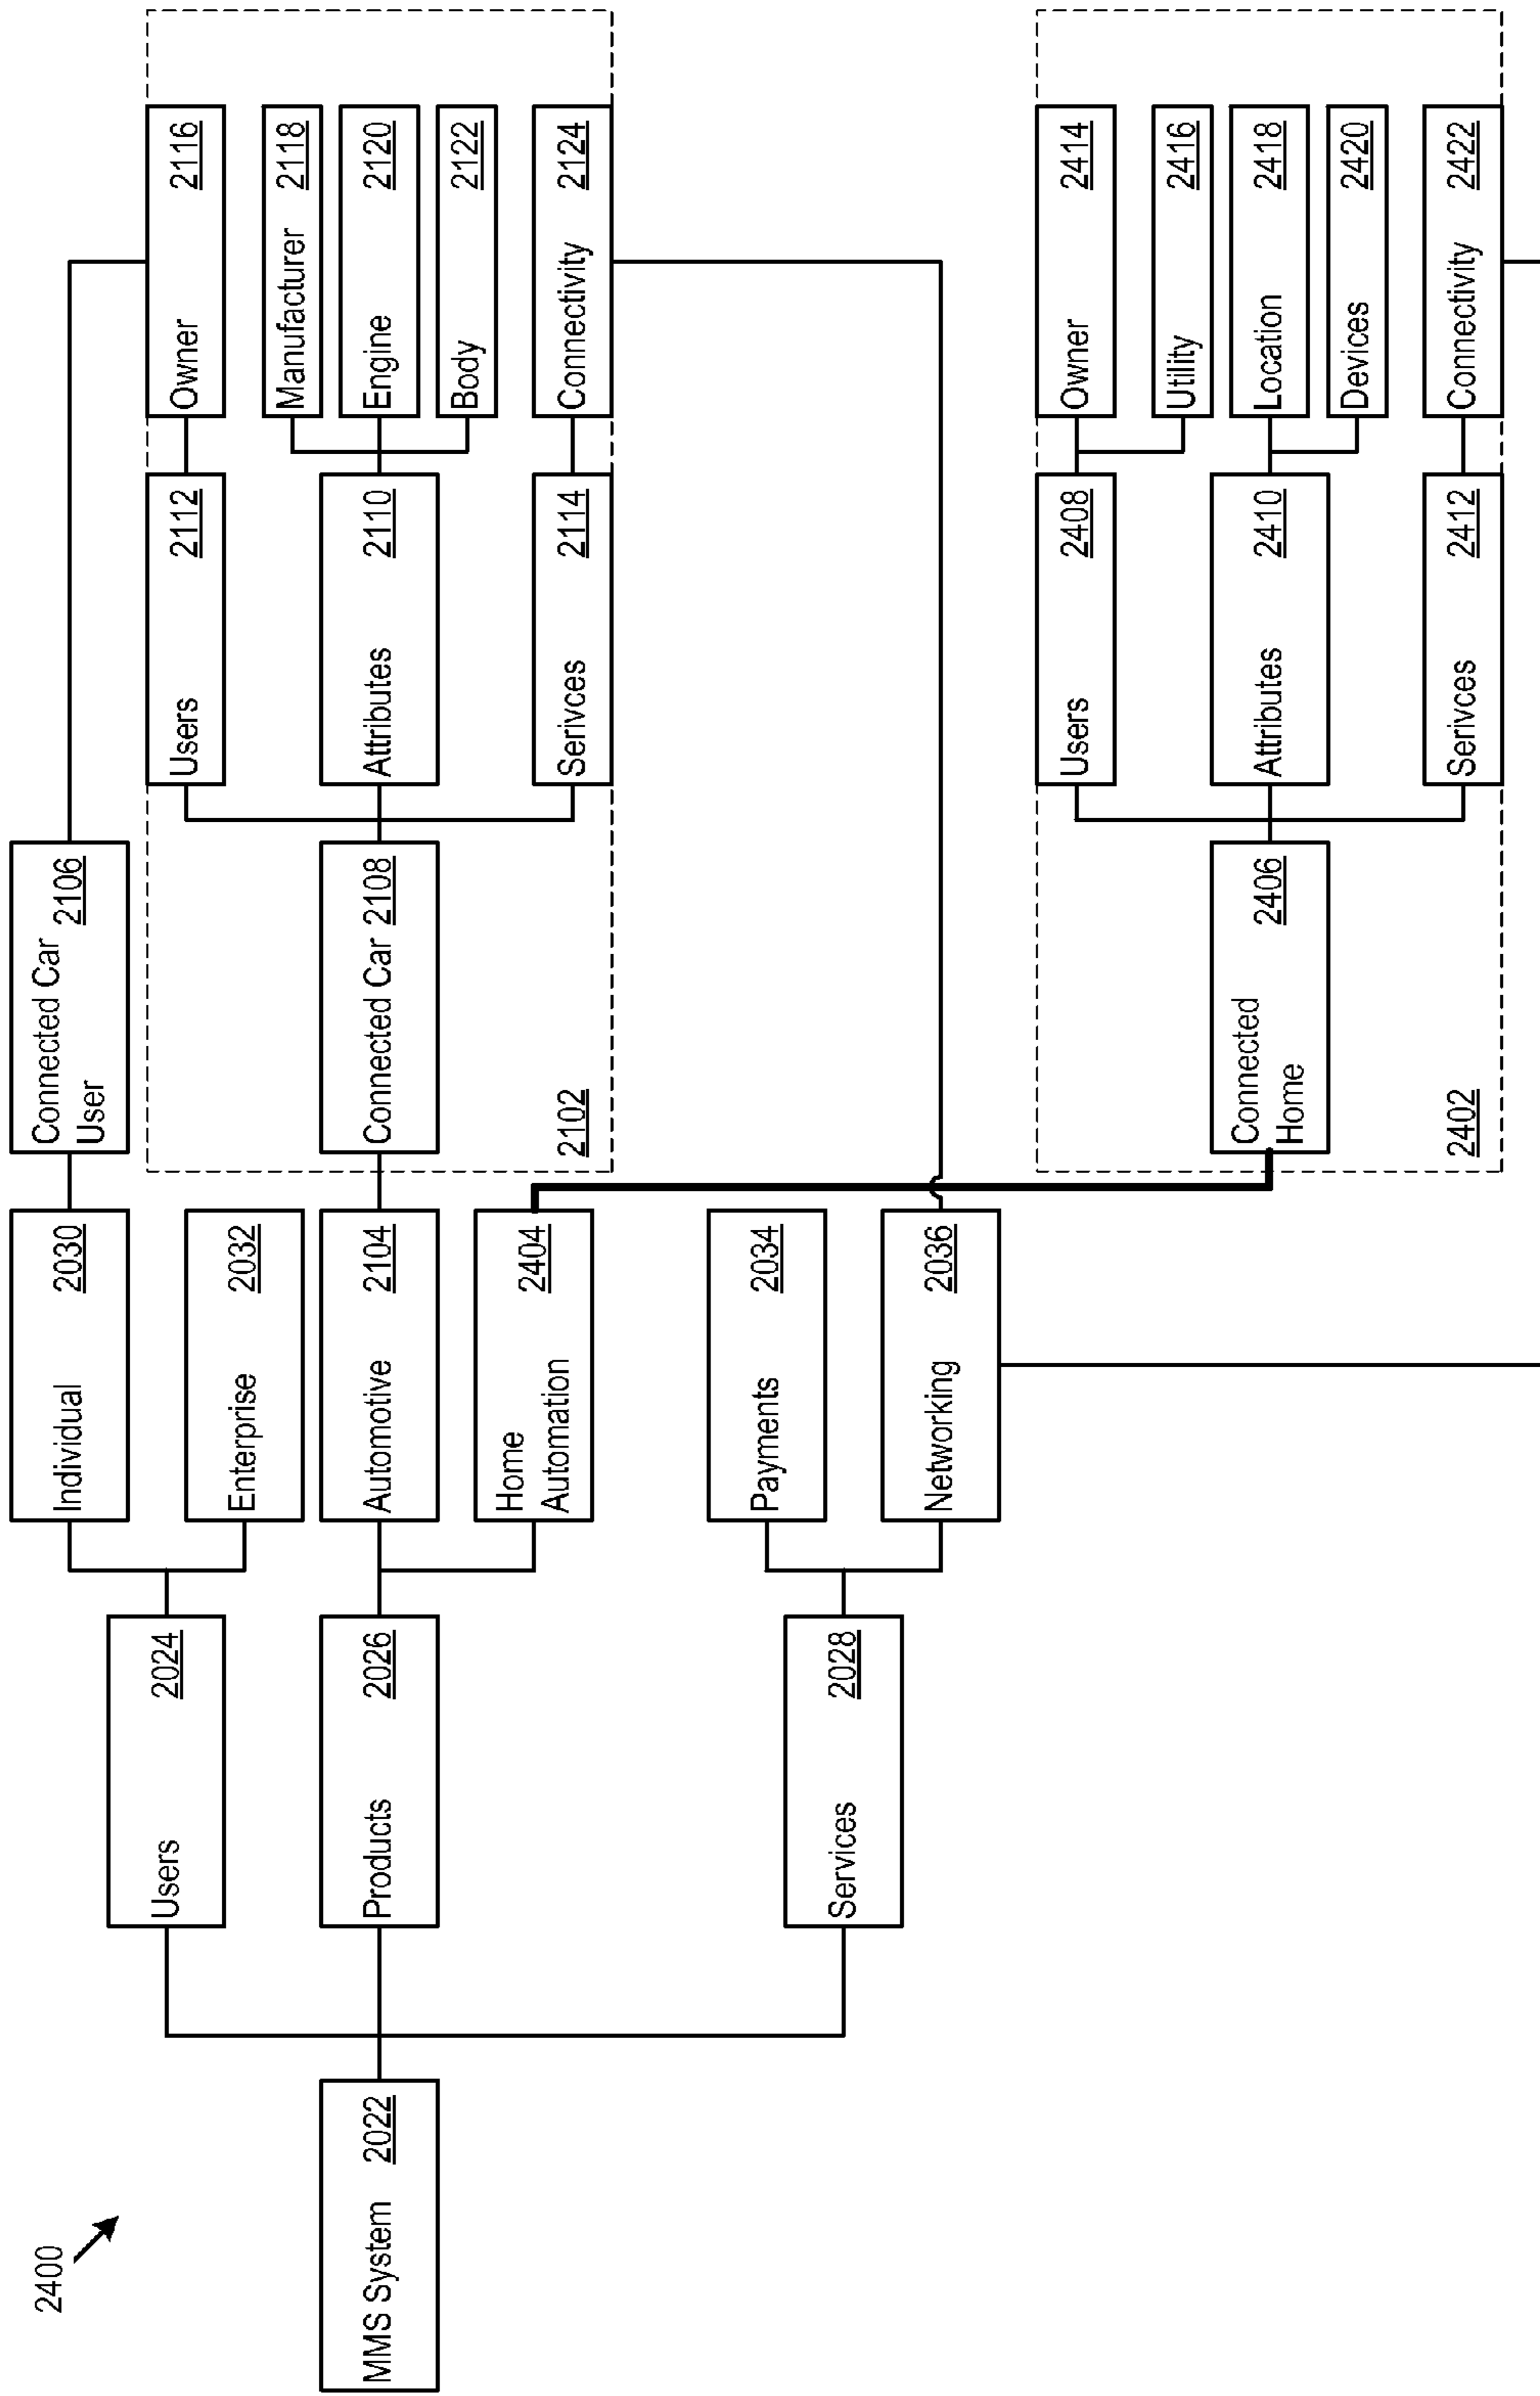 2400
MMS System 2022
Users 2024
Products 2026
Services 2028
Individual 2030
Enterprise 2032
Automotive 2104
Home 2404
Automation
Payments 2034
Networking 2036
Connected Car
User 2106
Connected Car 2108
2102
Users 2112
Attributes 2110
Serivces 2114
Owner 2116
Manufacturer 2118
Engine 2120
Body 2122
Connectivity 2124
Connected 2406
Home
2402
Users 2408
Attributes 2410
Serivces 2412
Owner 2414
Utility 2416
Location 2418
Devices 2420
Connectivity 2422